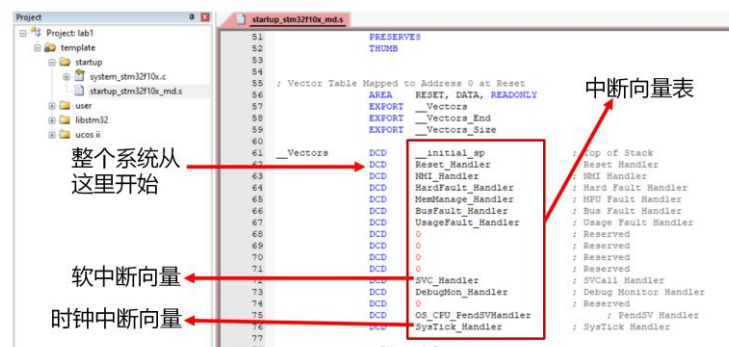 Project
Project: lab1
template
startup
system_stm32f10x.c
startup_stm32f10x_md.s
user
libstm32
ucos ii
startup_stm32f10x_md.s
51 PRESERVE8
52 THUMB
53
54
55 ; Vector Table Mapped to Address 0 at Reset
56 AREA RESET, DATA, READONLY
57 EXPORT __Vectors
58 EXPORT __Vectors_End
59 EXPORT __Vectors_Size
60
61 __Vectors DCD __initial_sp ; Top of Stack
62 DCD Reset_Handler ; Reset Handler
63 DCD NMI_Handler ; NMI Handler
64 DCD HardFault_Handler ; Hard Fault Handler
65 DCD MemManage_Handler ; MPU Fault Handler
66 DCD BusFault_Handler ; Bus Fault Handler
67 DCD UsageFault_Handler ; Usage Fault Handler
68 DCD 0 ; Reserved
69 DCD 0 ; Reserved
70 DCD 0 ; Reserved
71 DCD 0 ; Reserved
72 DCD SVC_Handler ; SVCall Handler
73 DCD DebugMon_Handler ; Debug Monitor Handler
74 DCD 0 ; Reserved
75 DCD OS_CPU_PendSVHandler ; PendSV Handler
76 DCD SysTick_Handler ; SysTick Handler
77
中断向量表
整个系统从
这里开始
软中断向量
时钟中断向量